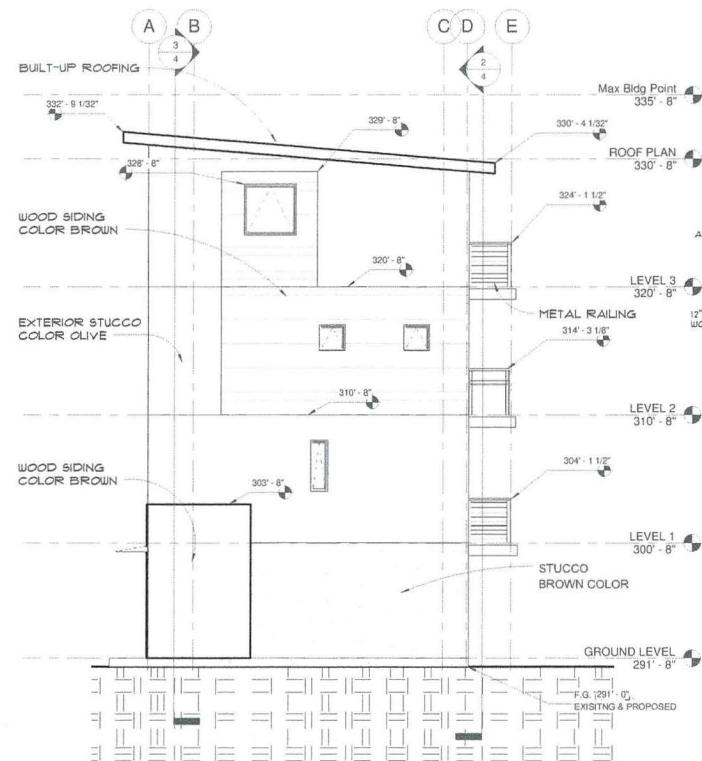 A B C D E
3
4
2
4
BUILT-UP ROOFING
Max Bldg Point
335' - 8"
332' - 9 1/32"
329' - 8"
330' - 4 1/32"
ROOF PLAN
330' - 8"
328' - 8"
324' - 1 1/2"
WOOD SIDING
COLOR BROWN
A
320' - 8"
LEVEL 3
320' - 8"
METAL RAILING
12"
WO
EXTERIOR STUCCO
COLOR OLIVE
314' - 3 1/8"
310' - 8"
LEVEL 2
310' - 8"
WOOD SIDING
COLOR BROWN
303' - 8"
304' - 1 1/2"
LEVEL 1
300' - 8"
STUCCO
BROWN COLOR
GROUND LEVEL
291' - 8"
F.G. 291' - 0"
EXISITNG & PROPOSED